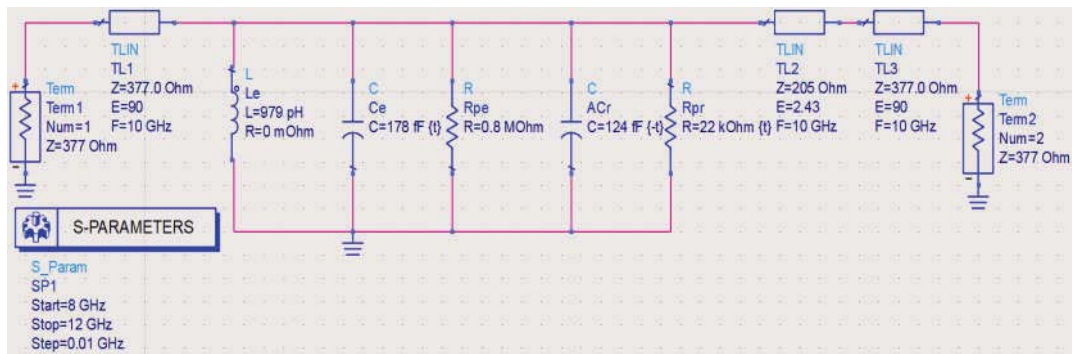 TLIN
TL1
Z=377.0 Ohm
E=90
F=10 GHz
+
Term
Term1
Num=1
Z=377 Ohm
-
L
Le
L=979 pH
R=0 mOhm
C
Ce
C=178 fF {t}
R
Rpe
R=0.8 MOhm
C
ACr
C=124 fF {-t}
R
Rpr
R=22 kOhm {t}
TLIN
TL2
Z=205 Ohm
E=2.43
F=10 GHz
TLIN
TL3
Z=377.0 Ohm
E=90
F=10 GHz
+
Term
Term2
Num=2
Z=377 Ohm
-
S-PARAMETERS
S_Param
SP1
Start=8 GHz
Stop=12 GHz
Step=0.01 GHz